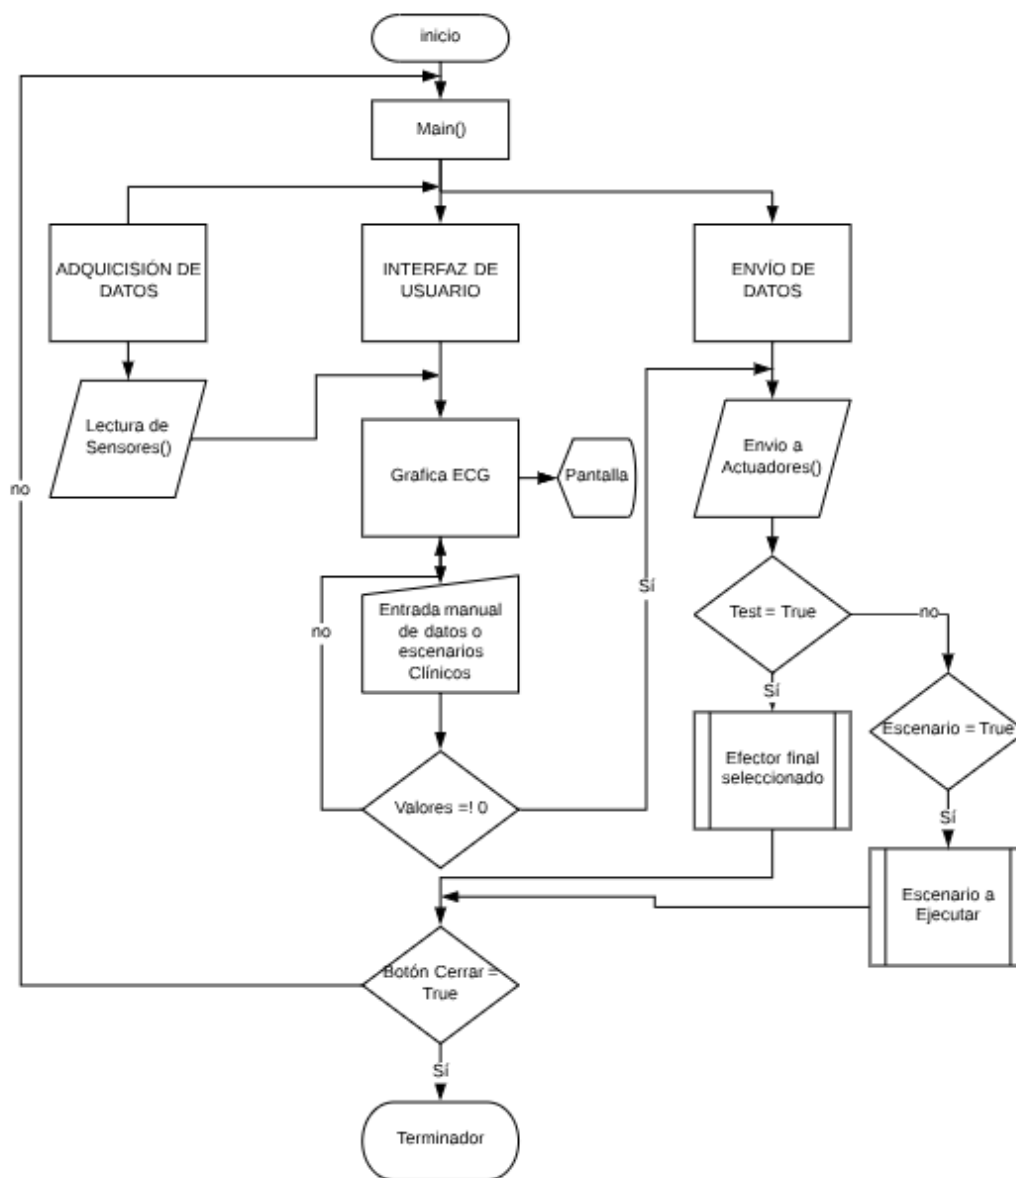 inicio
Main()
ADQUICISIÓN DE
DATOS
INTERFAZ DE
USUARIO
ENVÍO DE
DATOS
Lectura de
Sensores()
no
Grafica ECG
Pantalla
Envio a
Actuadores()
Sí
no
Entrada manual
de datos o
escenarios
Clínicos
Test = True
no
Sí
Valores =! 0
Efector final
seleccionado
Escenario = True
Sí
Escenario a
Ejecutar
Botón Cerrar =
True
Sí
Terminador